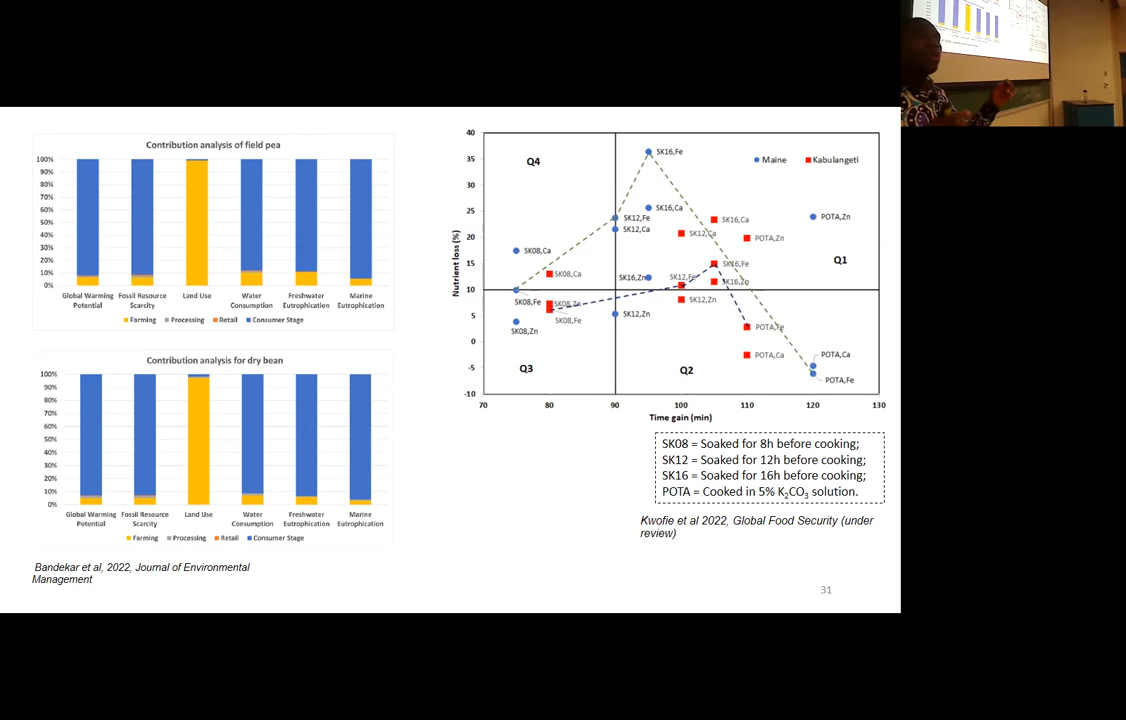 Contribution analysis of field pea
100%
90%
80%
70%
60%
50%
40%
30%
20%
10%
0%
Global Warming Potential
Fossil Resource Scarcity
Land Use
Water Consumption
Freshwater Eutrophication
Marine Eutrophication
Farming Processing Retail Consumer Stage
Contribution analysis for dry bean
100%
90%
80%
70%
60%
50%
40%
30%
20%
10%
0%
Global Warming Potential
Fossil Resource Scarcity
Land Use
Water Consumption
Freshwater Eutrophication
Marine Eutrophication
Farming Processing Retail Consumer Stage
Bandekar et al, 2022, Journal of Environmental
Management
Nutrient loss (%)
40
35
30
25
20
15
10
5
0
-5
-10
Q4
SK16,Fe
Maine Kabulangeti
SK16,Ca
SK12,Fe
SK12,Ca
SK16,Ca
POTA,Zn
SK12,Ca
POTA,Zn
SK08,Ca
Q1
SK08,Ca
SK16,Zn
SK12,Fe
SK16,Fe
SK16,Zn
SK08,Fe
SK08,Zn
SK12,Zn
SK08,Fe
SK12,Zn
SK08,Zn
POTA,Fe
POTA,Ca
POTA,Ca
Q3
Q2
POTA,Fe
70 80 90 100 110 120 130
Time gain (min)
SK08 = Soaked for 8h before cooking;
SK12 = Soaked for 12h before cooking;
SK16 = Soaked for 16h before cooking;
POTA = Cooked in 5% K₂CO₃ solution.
Kwofie et al 2022, Global Food Security (under
review)
31